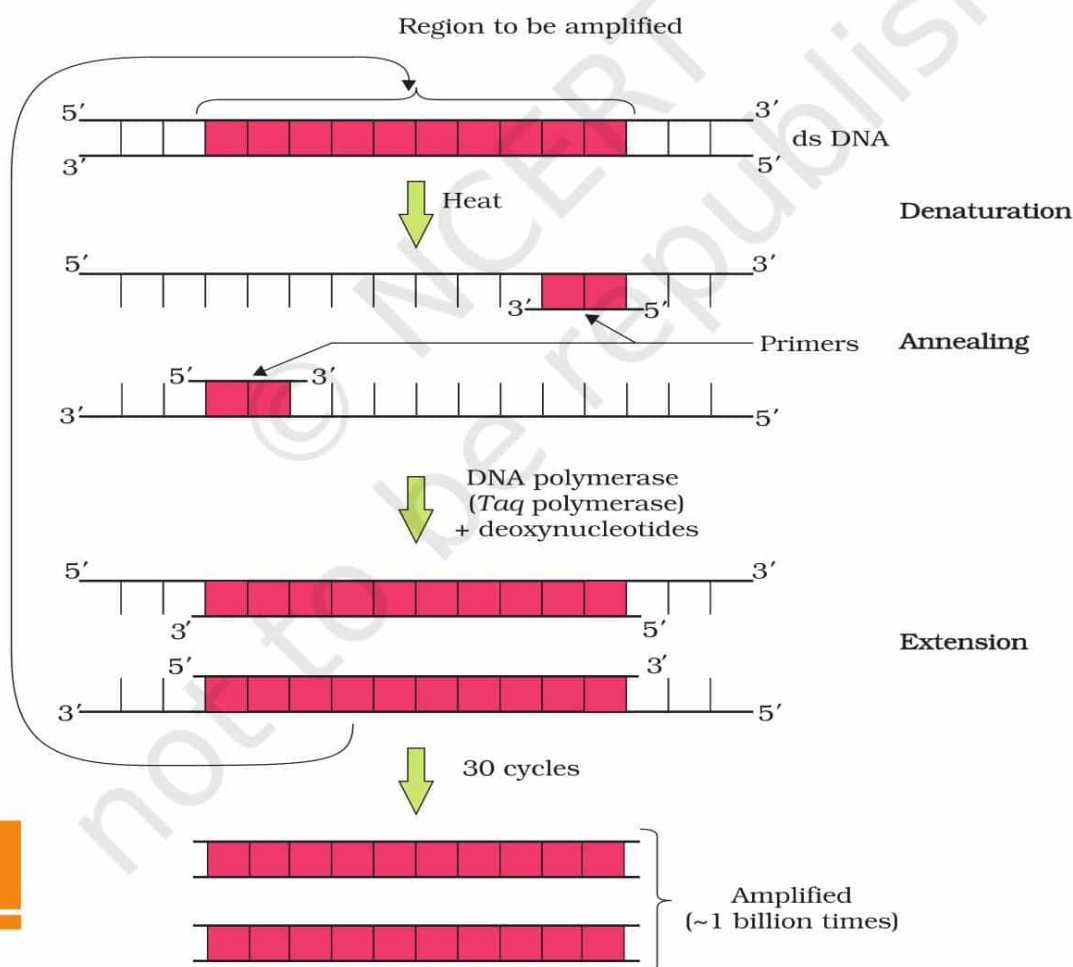 Region to be amplified
5′ 3′
ds DNA
3′ 5′
Heat
Denaturation
5′ 3′
3′ 5′
Primers Annealing
5′ 3′
3′ 5′
DNA polymerase
(Taq polymerase)
+ deoxynucleotides
5′ 3′
3′ 5′
Extension
5′ 3′
3′ 5′
30 cycles
Amplified
(~1 billion times)
© NCERT
not to be republish